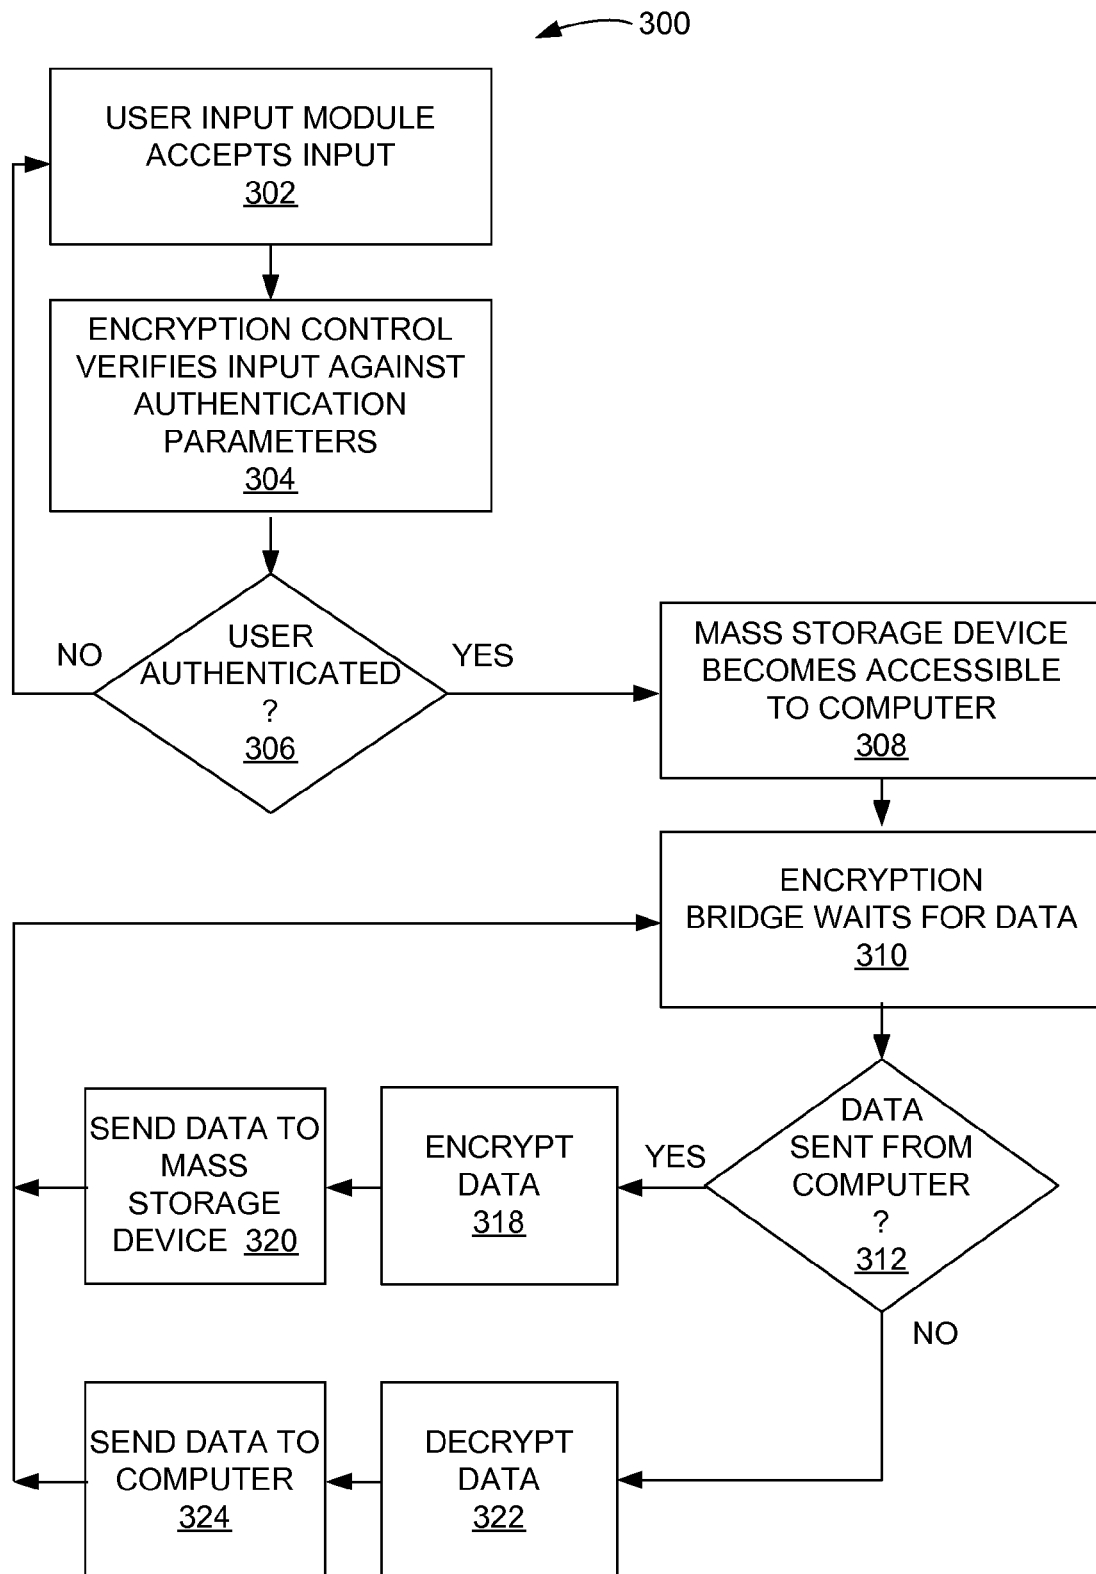 300
USER INPUT MODULE
ACCEPTS INPUT
302
ENCRYPTION CONTROL
VERIFIES INPUT AGAINST
AUTHENTICATION
PARAMETERS
304
NO
USER
AUTHENTICATED
?
306
YES
MASS STORAGE DEVICE
BECOMES ACCESSIBLE
TO COMPUTER
308
ENCRYPTION
BRIDGE WAITS FOR DATA
310
DATA
SENT FROM
COMPUTER
?
312
YES
ENCRYPT
DATA
318
SEND DATA TO
MASS
STORAGE
DEVICE 320
NO
DECRYPT
DATA
322
SEND DATA TO
COMPUTER
324